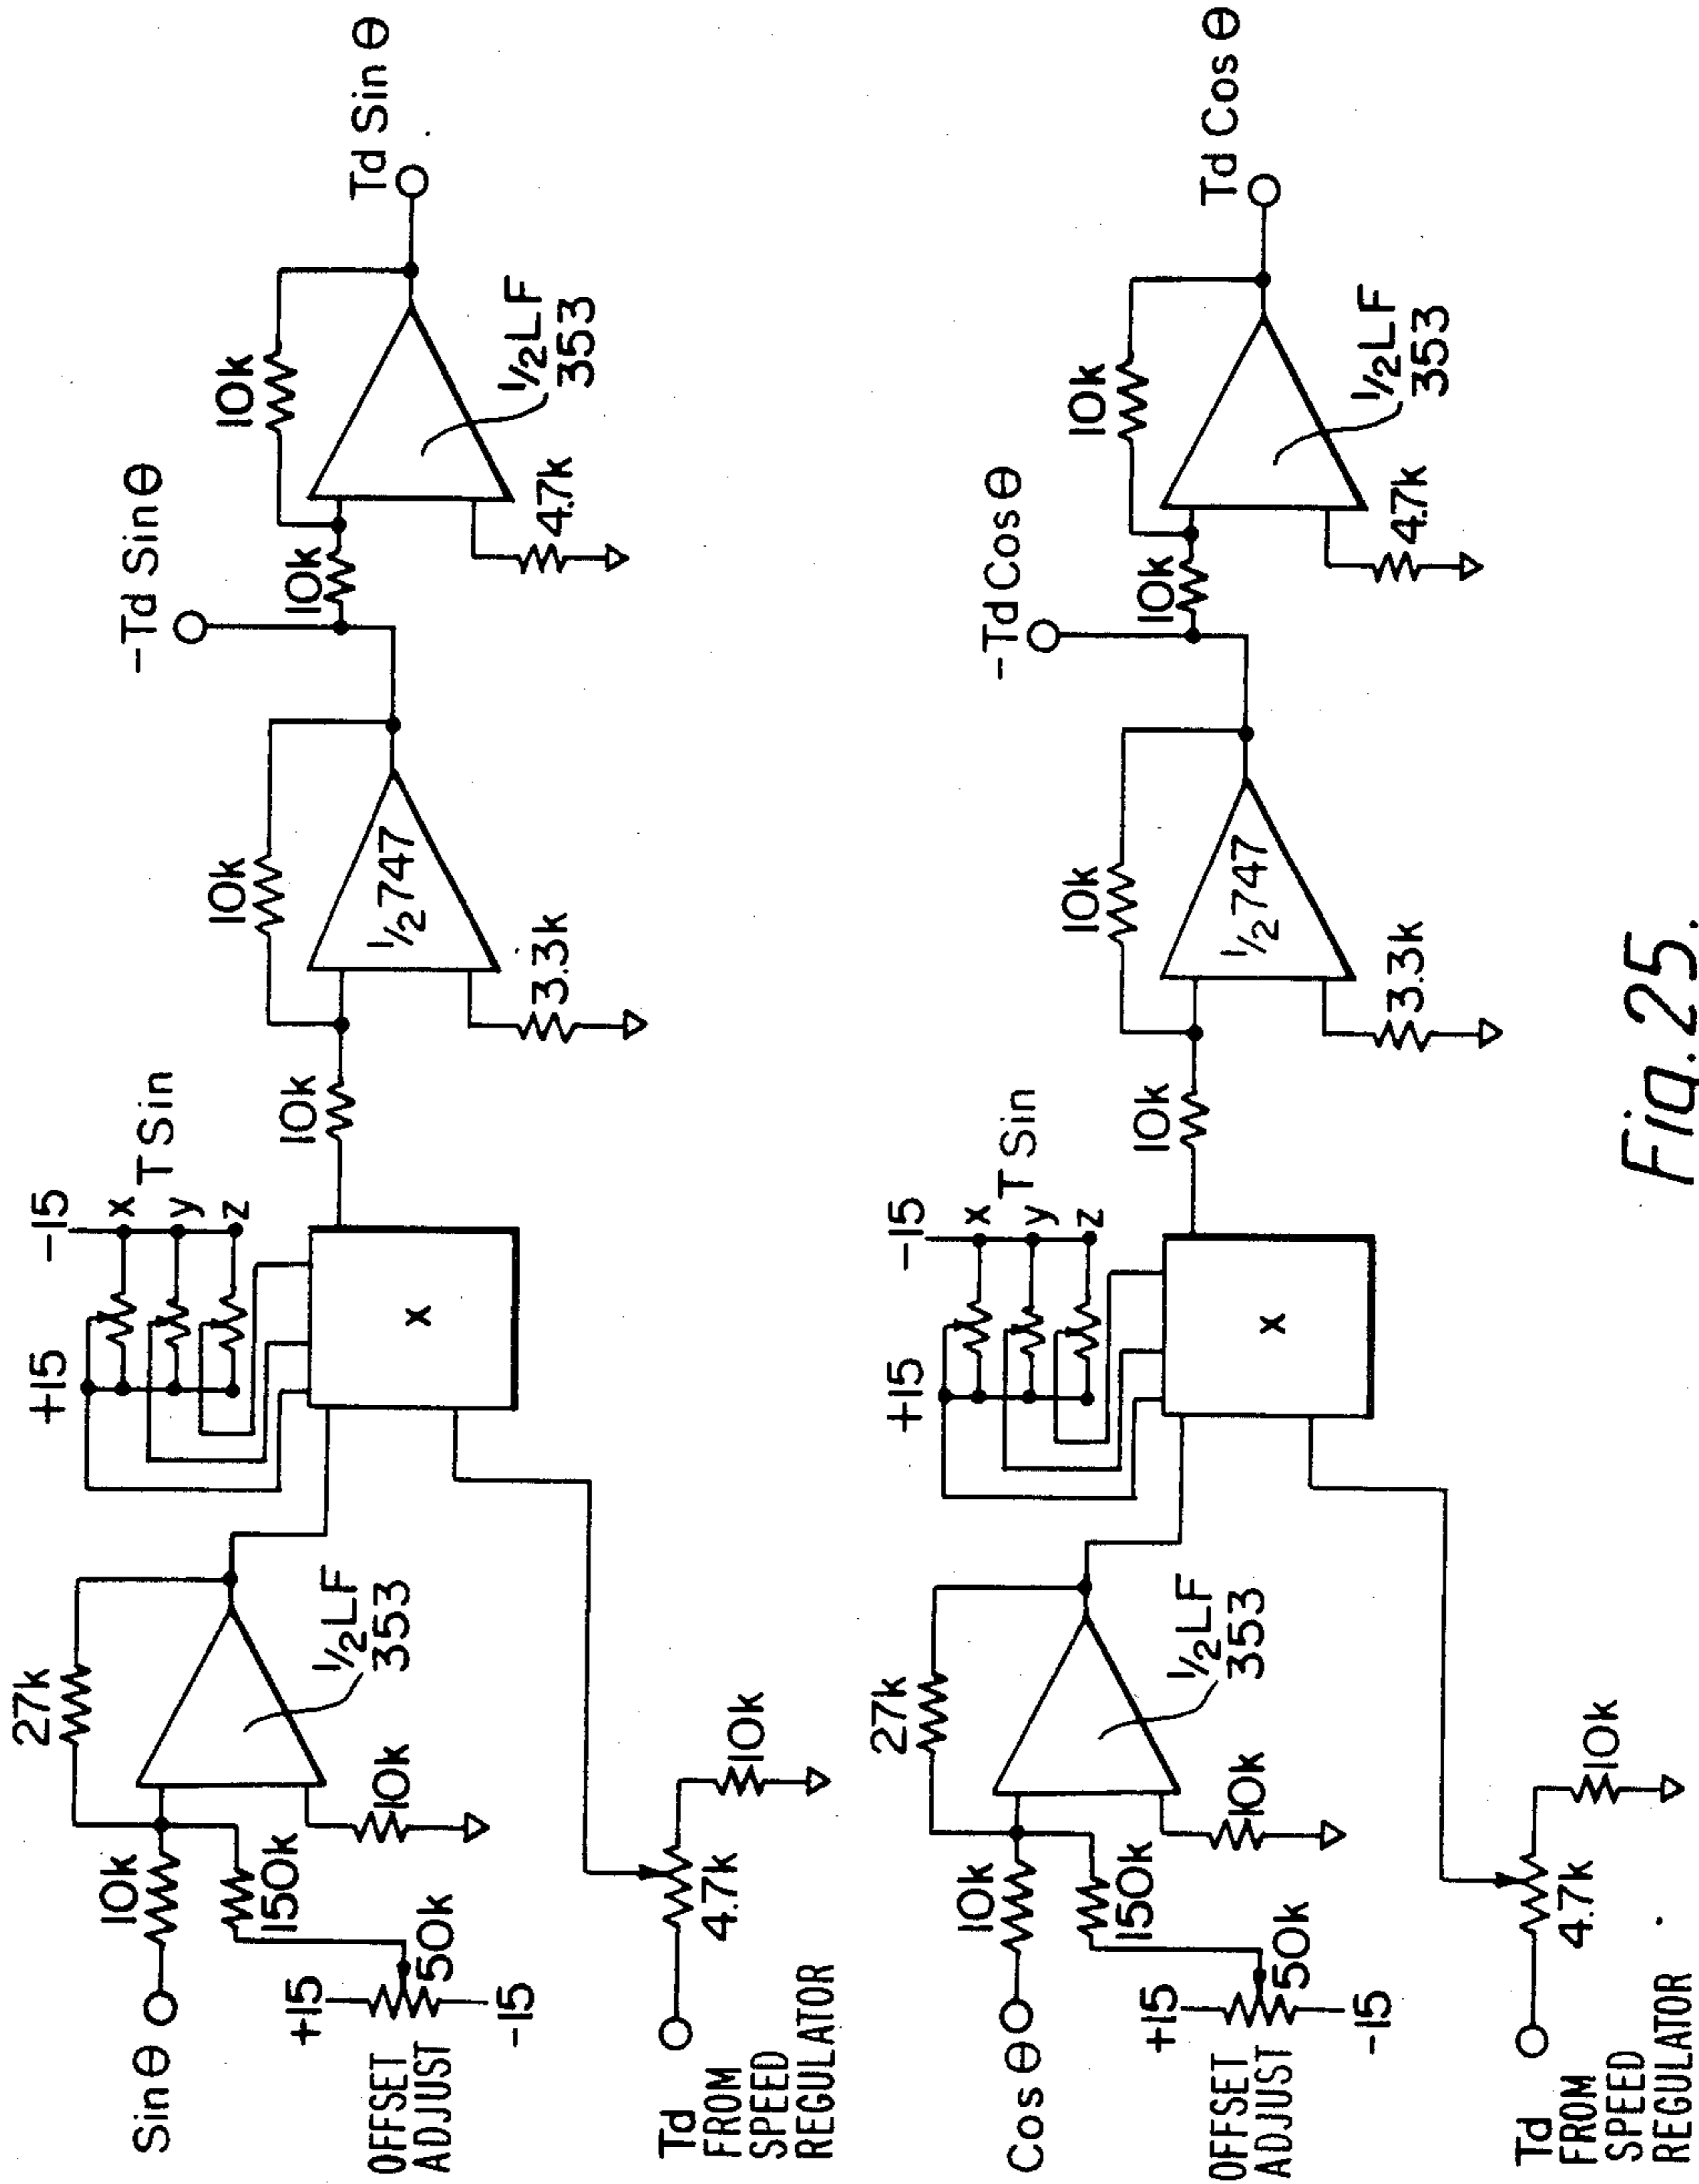 Sin θ
10k
27k
150k
+15
50k
-15
OFFSET
ADJUST
10k
1/2 LF
353
+15
-15
x
y
z
T Sin
x
10k
10k
1/2 747
3.3k
-Td Sin θ
10k
10k
1/2 LF
353
4.7k
Td Sin θ
Td
FROM
SPEED
REGULATOR
4.7k
10k
Cos θ
10k
27k
150k
+15
50k
-15
OFFSET
ADJUST
10k
1/2 LF
353
+15
-15
x
y
z
T Sin
x
10k
10k
1/2 747
3.3k
-Td Cos θ
10k
10k
1/2 LF
353
4.7k
Td Cos θ
Td
FROM
SPEED
REGULATOR
4.7k
10k
Fig. 25.